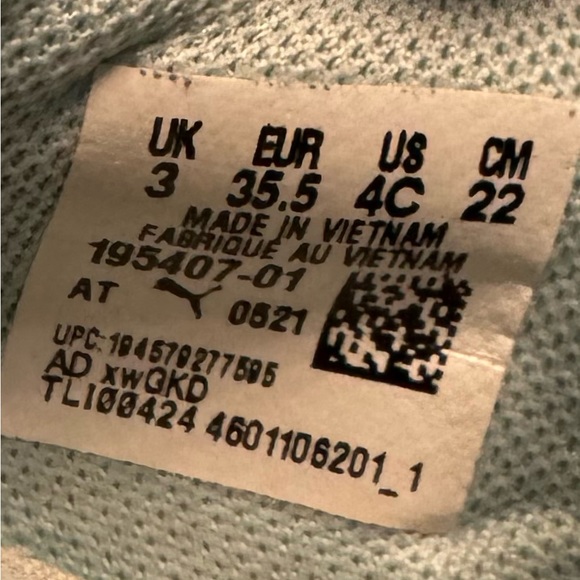 UK EUR US CM
3 35.5 4C 22
MADE IN VIETNAM
FABRIQUE AU VIETNAM
195407-01
AT 0521
UPC:194579277595
AD xwGKD
TLI00424 4601106201_1